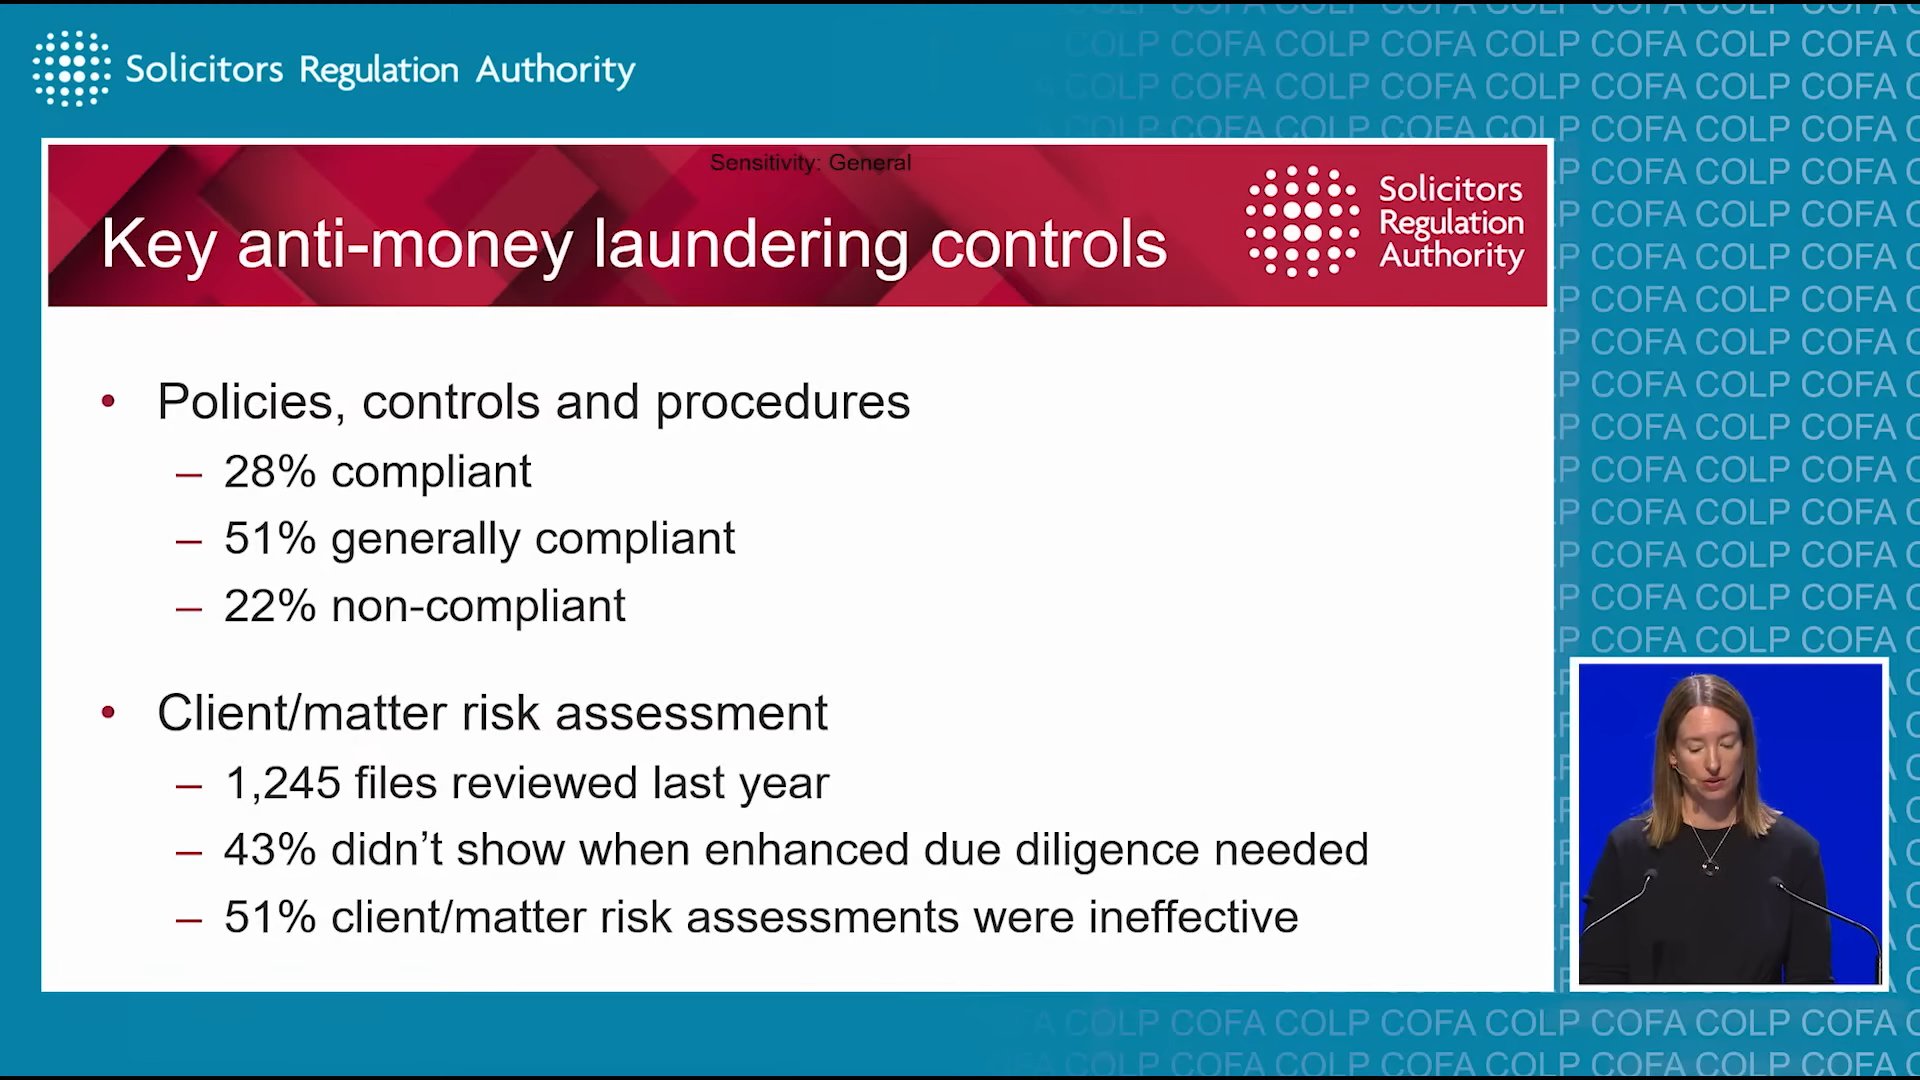 Solicitors Regulation Authority
Sensitivity: General
Key anti-money laundering controls
Solicitors
Regulation
Authority
• Policies, controls and procedures
– 28% compliant
– 51% generally compliant
– 22% non-compliant
• Client/matter risk assessment
– 1,245 files reviewed last year
– 43% didn’t show when enhanced due diligence needed
– 51% client/matter risk assessments were ineffective
COLP COFA COLP COFA COLP COFA COLP COFA